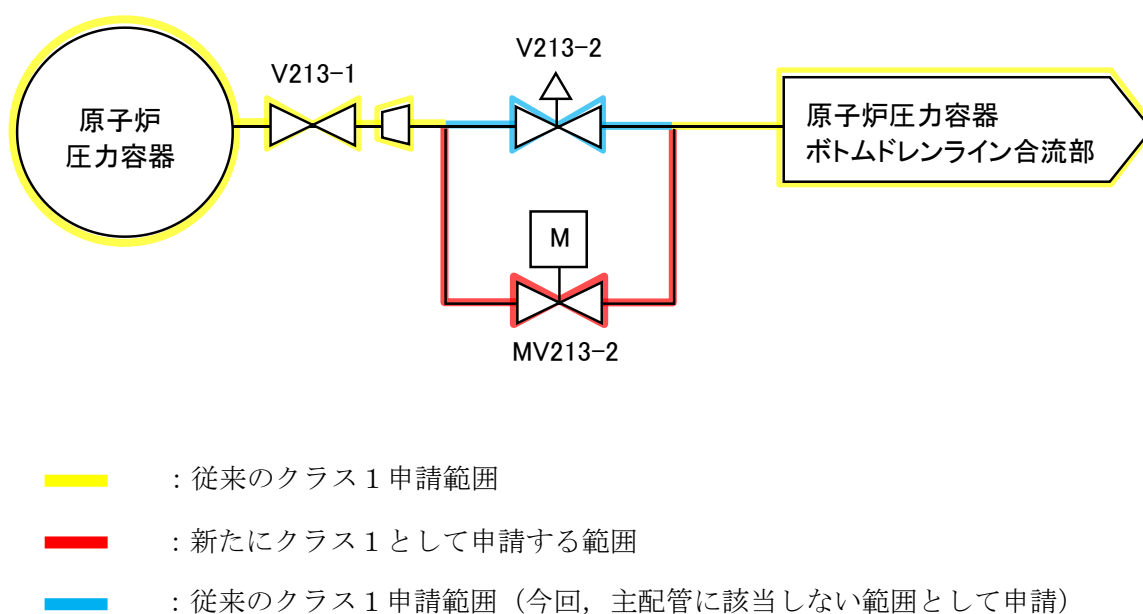 V213-2
V213-1
原子炉
圧力容器
原子炉圧力容器
ボトムドレンライン合流部
M
MV213-2
：従来のクラス１申請範囲
：新たにクラス１として申請する範囲
：従来のクラス１申請範囲（今回，主配管に該当しない範囲として申請）